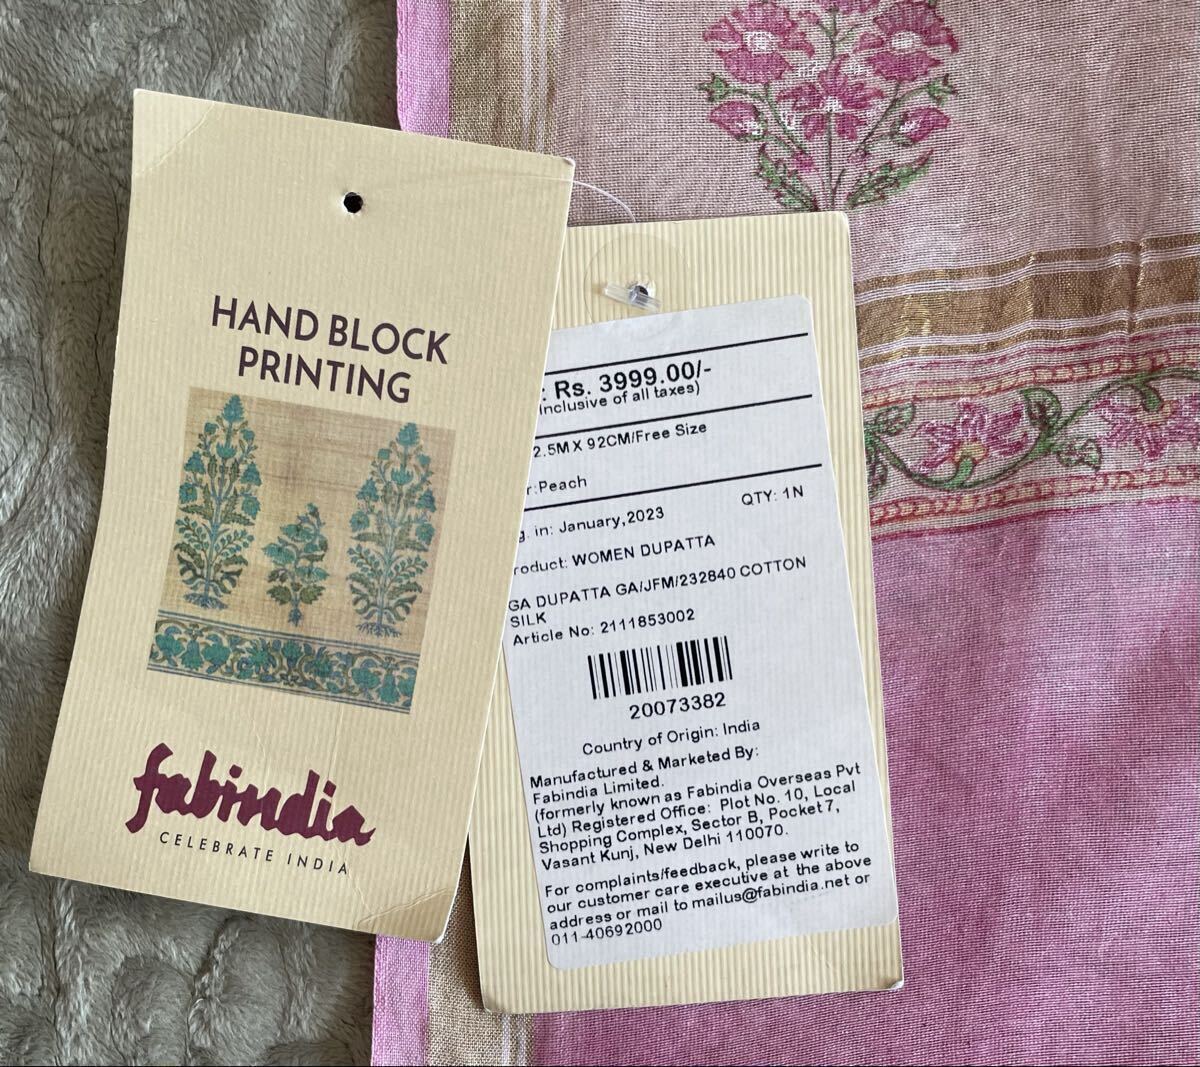 HAND BLOCK
PRINTING
fabindia
CELEBRATE INDIA
: Rs. 3999.00/-
Inclusive of all taxes)
2.5M X 92CM/Free Size
r:Peach
g. in: January,2023
QTY: 1N
roduct: WOMEN DUPATTA
GA DUPATTA GA/JFM/232840 COTTON
SILK
Article No: 2111853002
20073382
Country of Origin: India
Manufactured & Marketed By:
Fabindia Limited.
(formerly known as Fabindia Overseas Pvt
Ltd) Registered Office: Plot No. 10, Local
Shopping Complex, Sector B, Pocket 7,
Vasant Kunj, New Delhi 110070.
For complaints/feedback, please write to
our customer care executive at the above
address or mail to mailus@fabindia.net or
011-40692000